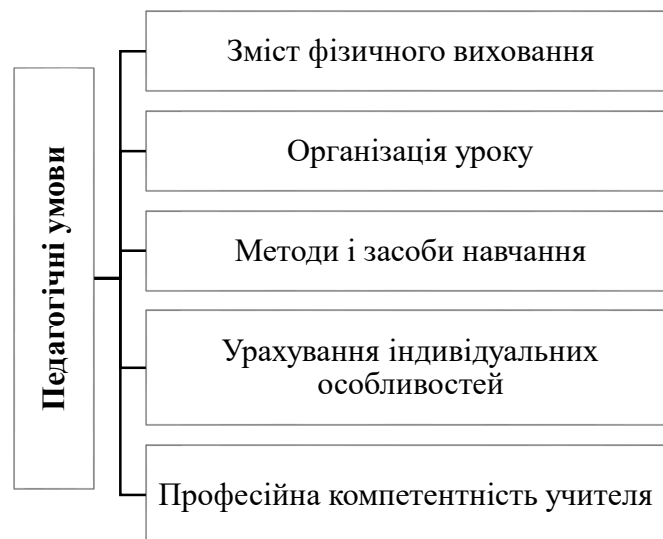 Педагогічні умови
Зміст фізичного виховання
Організація уроку
Методи і засоби навчання
Урахування індивідуальних
особливостей
Професійна компетентність учителя